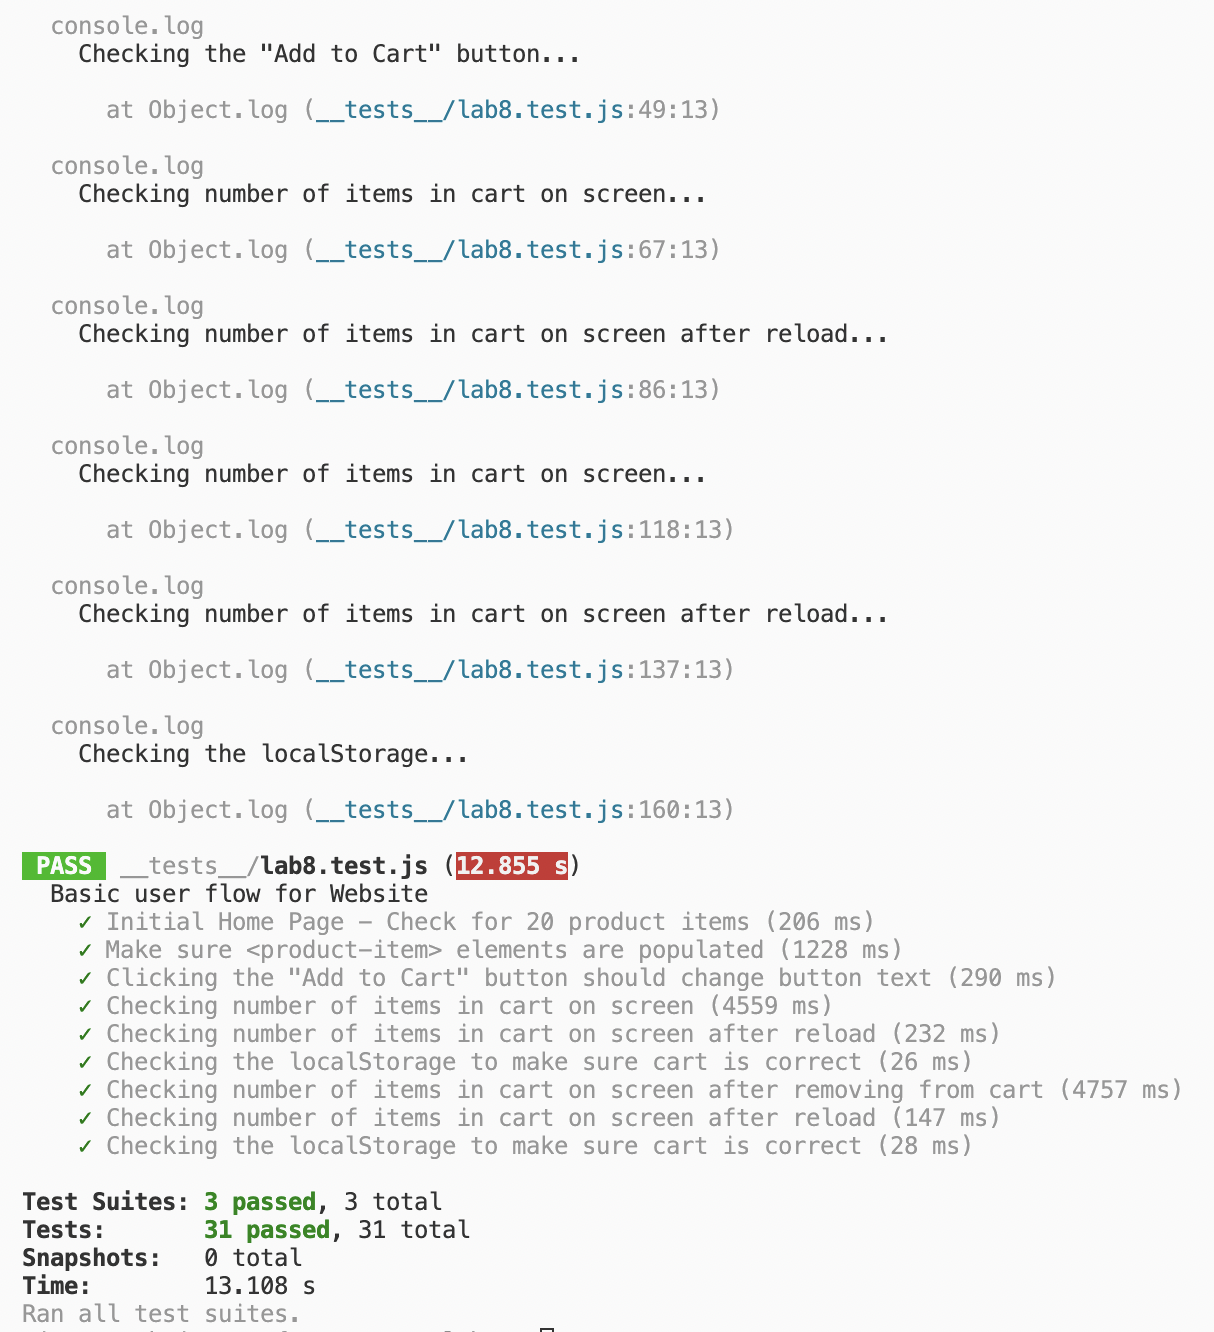 console.log
Checking the "Add to Cart" button...
at Object.log (__tests__/lab8.test.js:49:13)
console.log
Checking number of items in cart on screen...
at Object.log (__tests__/lab8.test.js:67:13)
console.log
Checking number of items in cart on screen after reload...
at Object.log (__tests__/lab8.test.js:86:13)
console.log
Checking number of items in cart on screen...
at Object.log (__tests__/lab8.test.js:118:13)
console.log
Checking number of items in cart on screen after reload...
at Object.log (__tests__/lab8.test.js:137:13)
console.log
Checking the localStorage...
at Object.log (__tests__/lab8.test.js:160:13)
PASS __tests__/lab8.test.js (12.855 s)
Basic user flow for Website
✓ Initial Home Page – Check for 20 product items (206 ms)
✓ Make sure <product-item> elements are populated (1228 ms)
✓ Clicking the "Add to Cart" button should change button text (290 ms)
✓ Checking number of items in cart on screen (4559 ms)
✓ Checking number of items in cart on screen after reload (232 ms)
✓ Checking the localStorage to make sure cart is correct (26 ms)
✓ Checking number of items in cart on screen after removing from cart (4757 ms)
✓ Checking number of items in cart on screen after reload (147 ms)
✓ Checking the localStorage to make sure cart is correct (28 ms)
Test Suites: 3 passed, 3 total
Tests: 31 passed, 31 total
Snapshots: 0 total
Time: 13.108 s
Ran all test suites.